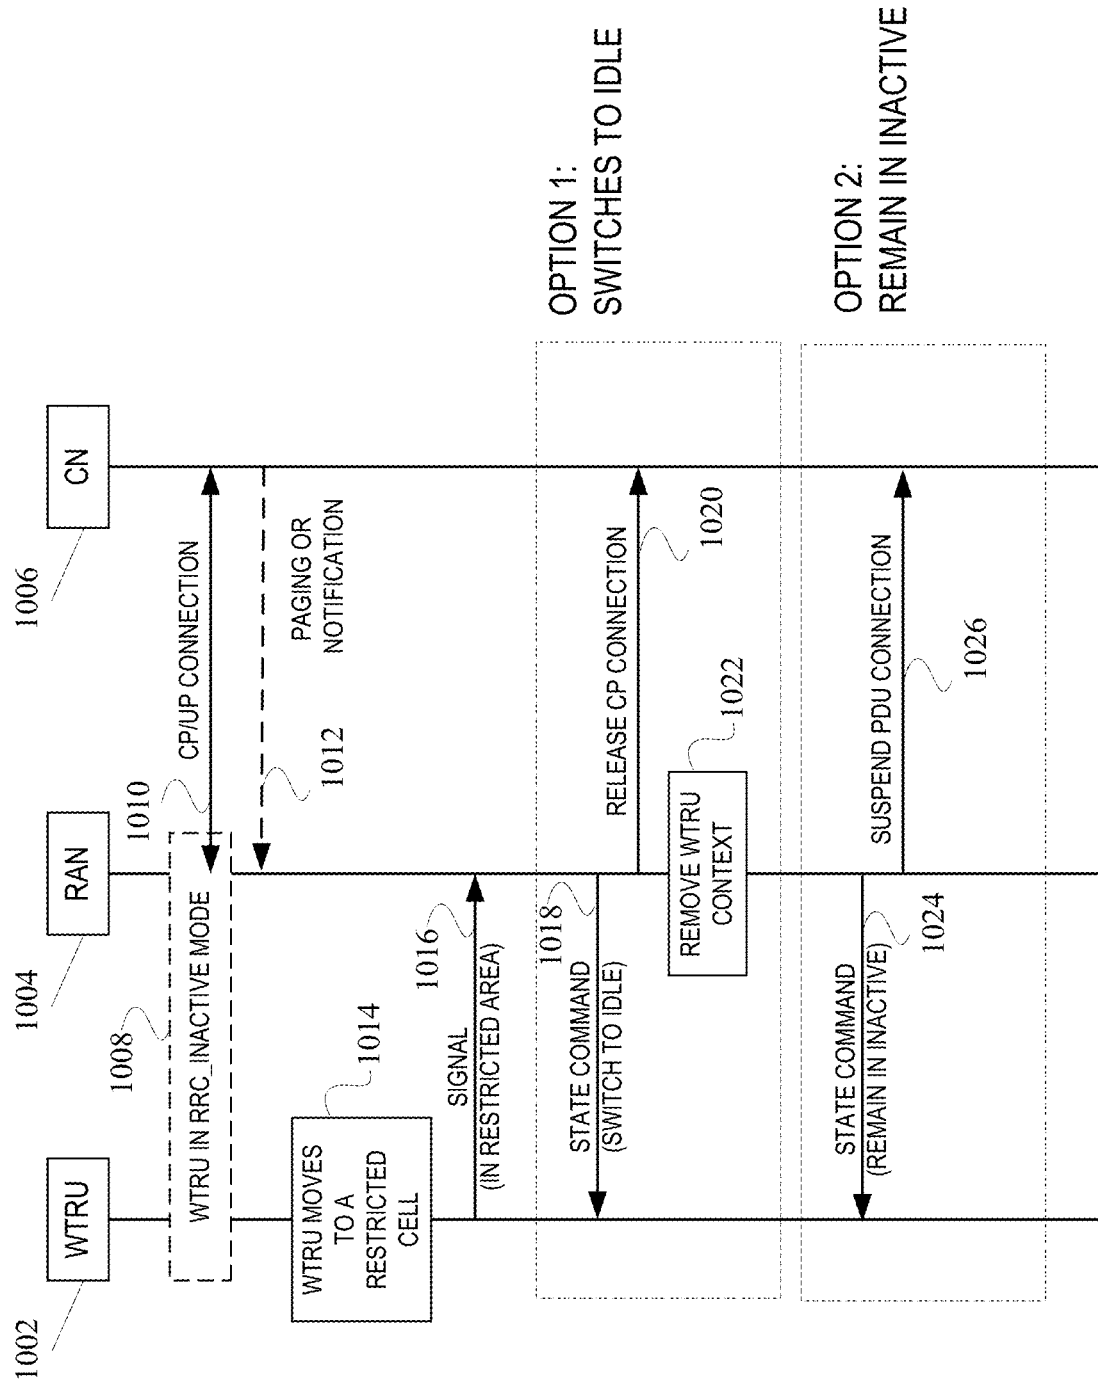 1002
WTRU
1004
RAN
1006
CN
1008
WTRU IN RRC_INACTIVE MODE
1010
CP/UP CONNECTION
1012
PAGING OR
NOTIFICATION
WTRU MOVES
TO A
RESTRICTED
CELL
1014
SIGNAL
(IN RESTRICTED AREA)
1016
OPTION 1:
SWITCHES TO IDLE
STATE COMMAND
(SWITCH TO IDLE)
1018
RELEASE CP CONNECTION
1020
REMOVE WTRU
CONTEXT
1022
OPTION 2:
REMAIN IN INACTIVE
STATE COMMAND
(REMAIN IN INACTIVE)
1024
SUSPEND PDU CONNECTION
1026